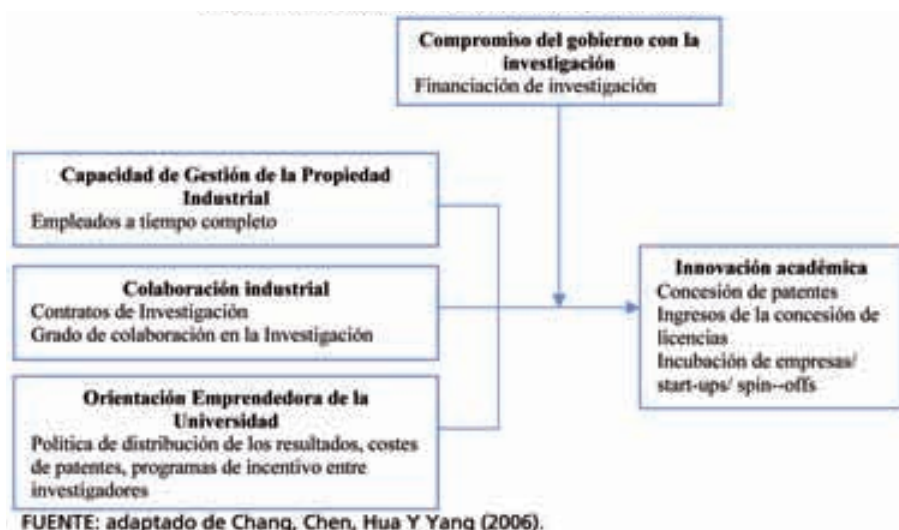 Compromiso del gobierno con la
investigación
Financiación de investigación
Capacidad de Gestión de la Propiedad
Industrial
Empleados a tiempo completo
Colaboración industrial
Contratos de Investigación
Grado de colaboración en la Investigación
Orientación Emprendedora de la
Universidad
Política de distribución de los resultados, costes
de patentes, programas de incentivo entre
investigadores
Innovación académica
Concesión de patentes
Ingresos de la concesión de
licencias
Incubación de empresas/
start-ups/ spin--offs
FUENTE: adaptado de Chang, Chen, Hua Y Yang (2006).